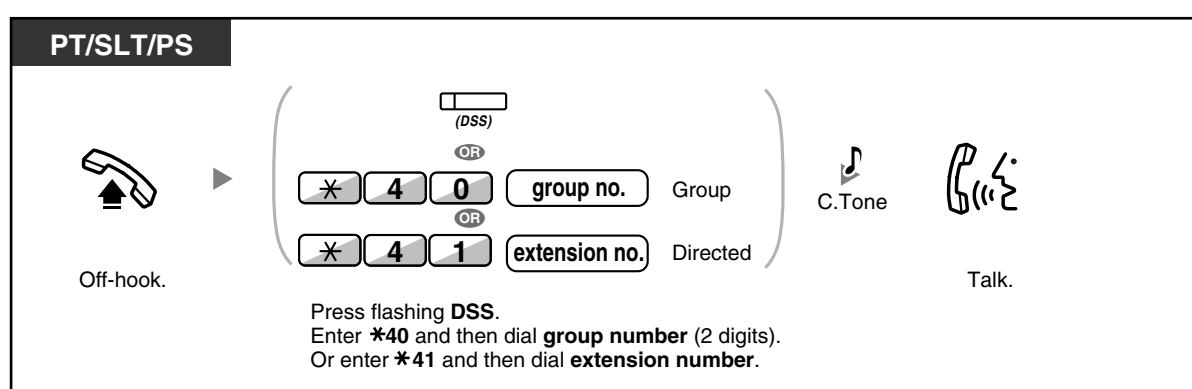 PT/SLT/PS
(DSS)
OR
* 4 0 group no. Group
OR
* 4 1 extension no. Directed
C.Tone
Off-hook.
Talk.
Press flashing DSS.
Enter *40 and then dial group number (2 digits).
Or enter *41 and then dial extension number.